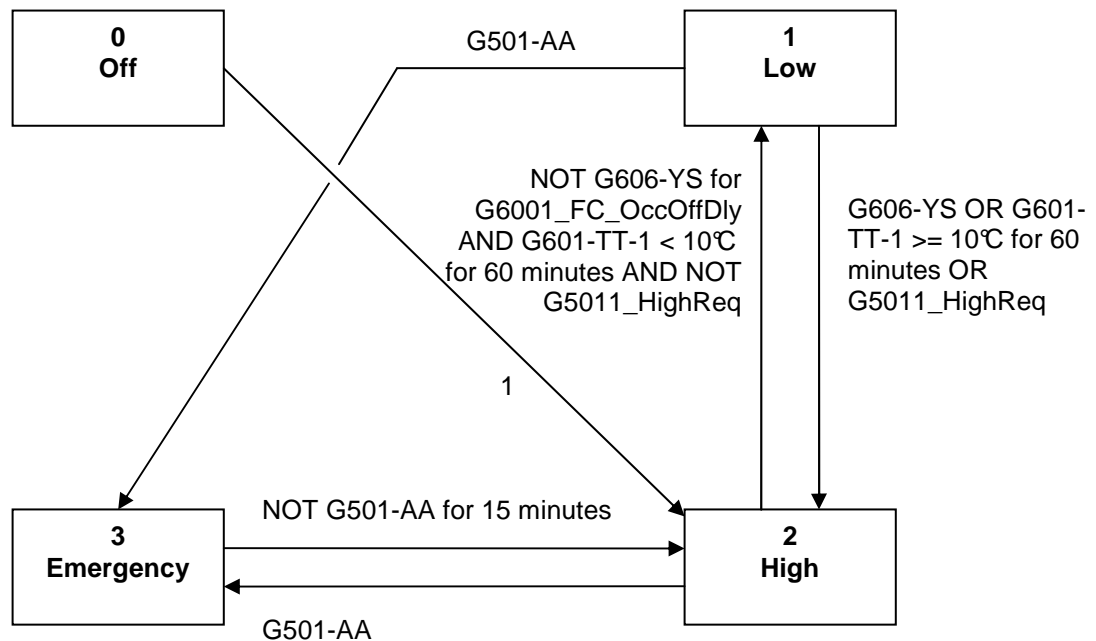 0
Off
G501-AA
1
Low
NOT G606-YS for
G6001_FC_OccOffDly
AND G601-TT-1 < 10℃
for 60 minutes AND NOT
G5011_HighReq
G606-YS OR G601-
TT-1 >= 10℃ for 60
minutes OR
G5011_HighReq
1
NOT G501-AA for 15 minutes
3
Emergency
2
High
G501-AA